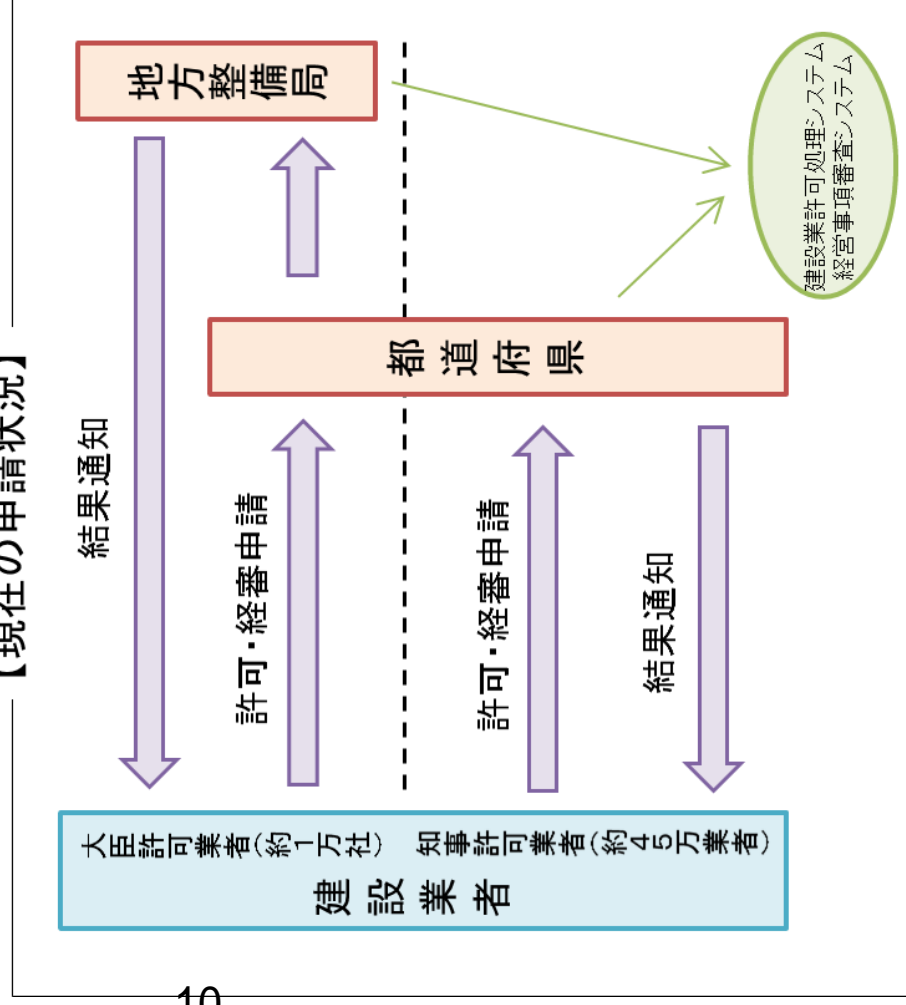 【現在の申請状況】
地方整備局
建設業許可処理システム
経営事項審査システム
都道府県
結果通知
許可・経審申請
許可・経審申請
結果通知
大臣許可業者(約1万社)
知事許可業者(約45万業者)
建設業者
10